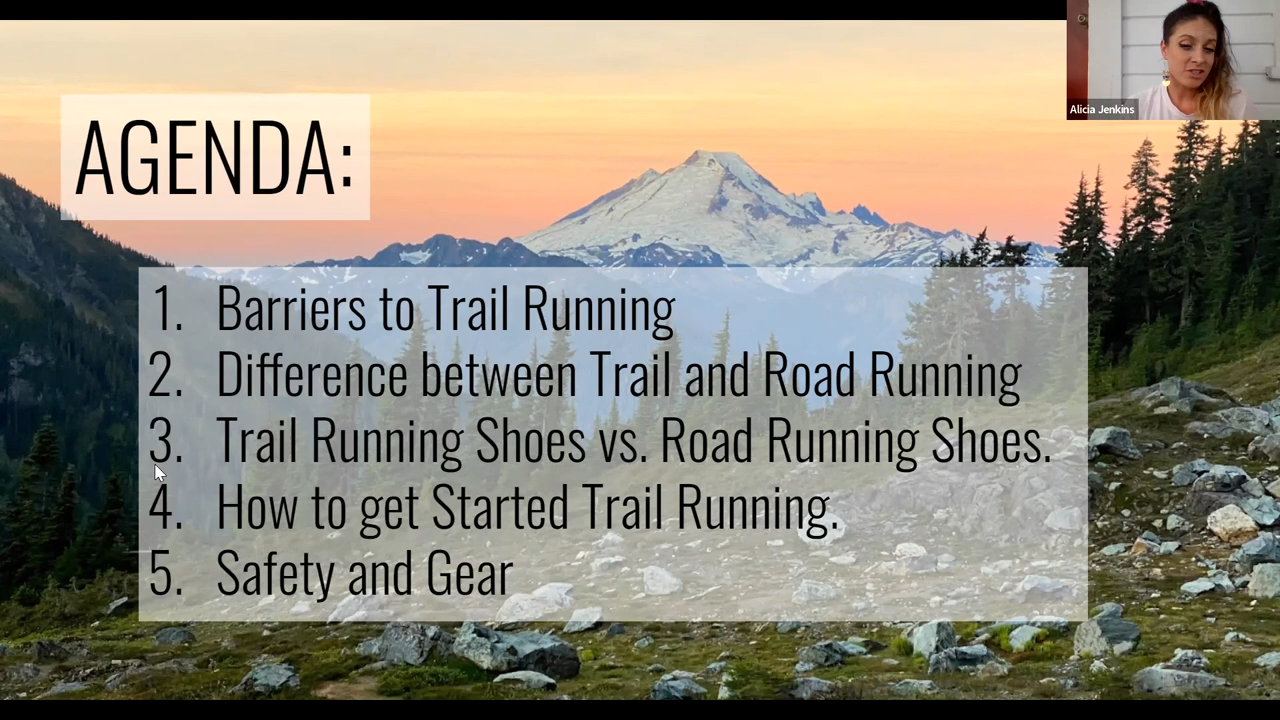 AGENDA:
Alicia Jenkins
1. Barriers to Trail Running
2. Difference between Trail and Road Running
3. Trail Running Shoes vs. Road Running Shoes.
4. How to get Started Trail Running.
5. Safety and Gear